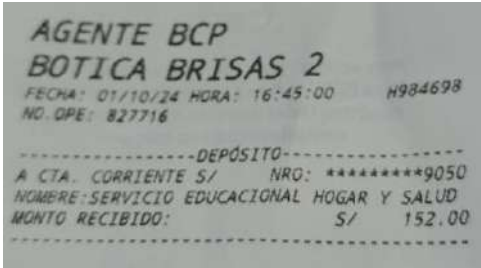 AGENTE BCP
BOTICA BRISAS 2
FECHA: 01/10/24 HORA: 16:45:00 H984698
NO.OPE: 827716
------------------DEPÓSITO------------------
A CTA. CORRIENTE S/ NRO: *********9050
NOMBRE:SERVICIO EDUCACIONAL HOGAR Y SALUD
MONTO RECIBIDO: S/ 152.00